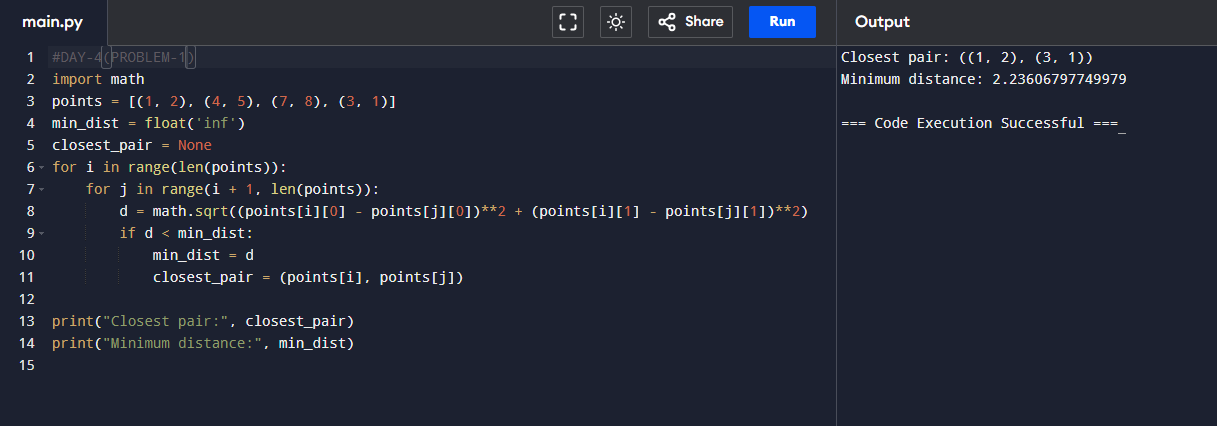 main.py
Share
Run
Output
1 #DAY-4(PROBLEM-1)
2 import math
3 points = [(1, 2), (4, 5), (7, 8), (3, 1)]
4 min_dist = float('inf')
5 closest_pair = None
6 for i in range(len(points)):
7     for j in range(i + 1, len(points)):
8         d = math.sqrt((points[i][0] - points[j][0])**2 + (points[i][1] - points[j][1])**2)
9         if d < min_dist:
10             min_dist = d
11             closest_pair = (points[i], points[j])
12
13 print("Closest pair:", closest_pair)
14 print("Minimum distance:", min_dist)
15
Closest pair: ((1, 2), (3, 1))
Minimum distance: 2.23606797749979
=== Code Execution Successful ===_